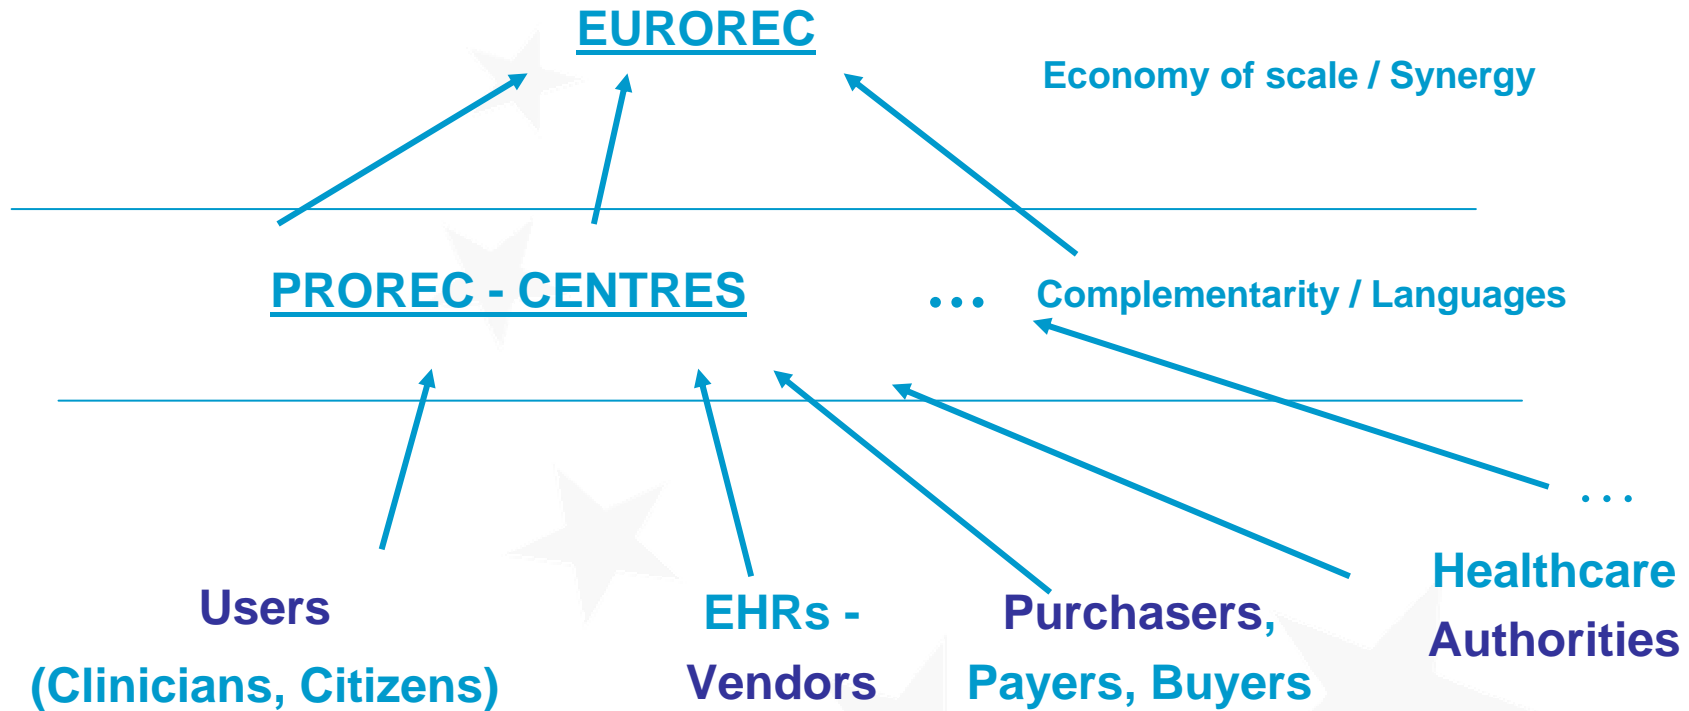 EUROREC
Economy of scale / Synergy
PROREC - CENTRES
... Complementarity / Languages
...
Users
(Clinicians, Citizens)
EHRs -
Vendors
Purchasers,
Payers, Buyers
Healthcare
Authorities